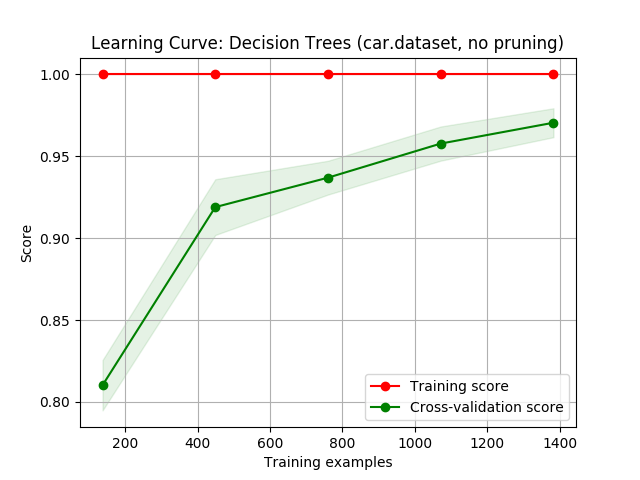 Learning Curve: Decision Trees (car.dataset, no pruning)
1.00
0.95
0.90
0.85
0.80
Score
Training score
Cross-validation score
200 400 600 800 1000 1200 1400
Training examples